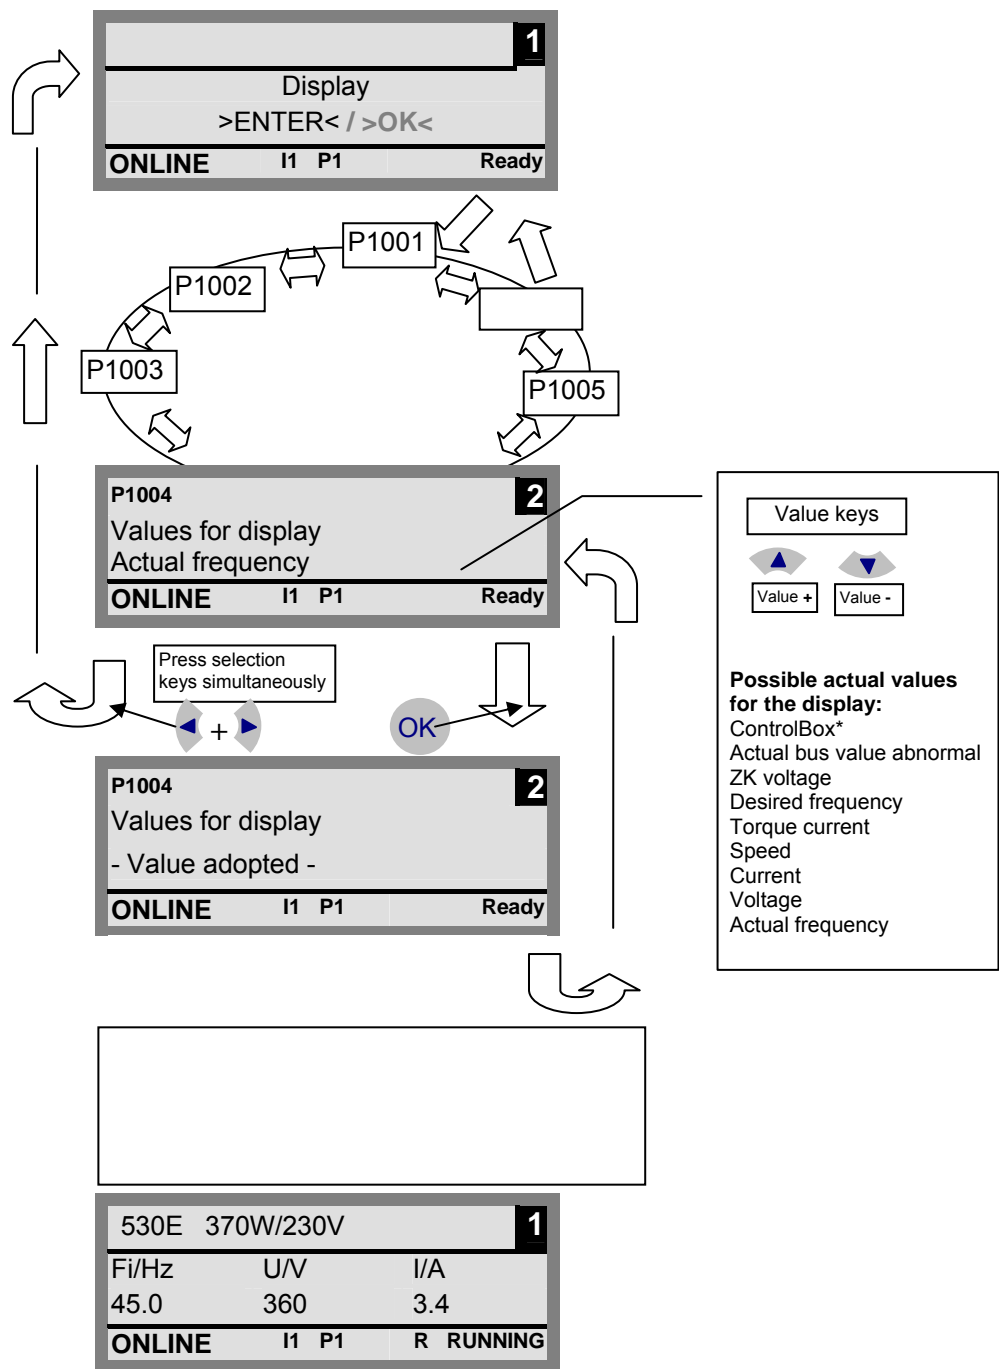 1
Display
>ENTER< / >OK<
ONLINE I1 P1 Ready
P1001
P1002
P1003
P1005
P1004 2
Values for display
Actual frequency
ONLINE I1 P1 Ready
Value keys
Value + Value -
Possible actual values
for the display:
ControlBox*
Actual bus value abnormal
ZK voltage
Desired frequency
Torque current
Speed
Current
Voltage
Actual frequency
Press selection
keys simultaneously
+
OK
P1004 2
Values for display
- Value adopted -
ONLINE I1 P1 Ready
530E 370W/230V 1
Fi/Hz U/V I/A
45.0 360 3.4
ONLINE I1 P1 R RUNNING